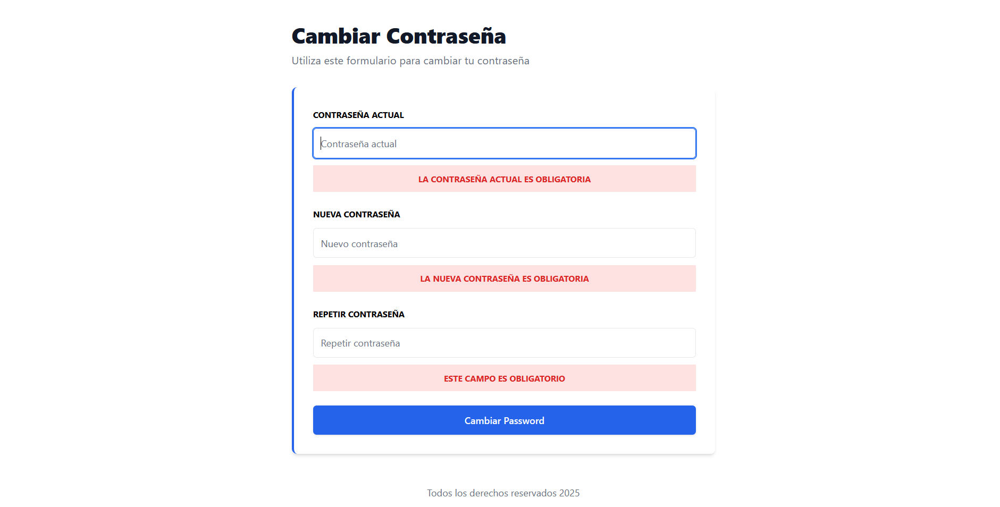 Cambiar Contraseña
Utiliza este formulario para cambiar tu contraseña
CONTRASEÑA ACTUAL
Contraseña actual
LA CONTRASEÑA ACTUAL ES OBLIGATORIA
NUEVA CONTRASEÑA
Nuevo contraseña
LA NUEVA CONTRASEÑA ES OBLIGATORIA
REPETIR CONTRASEÑA
Repetir contraseña
ESTE CAMPO ES OBLIGATORIO
Cambiar Password
Todos los derechos reservados 2025